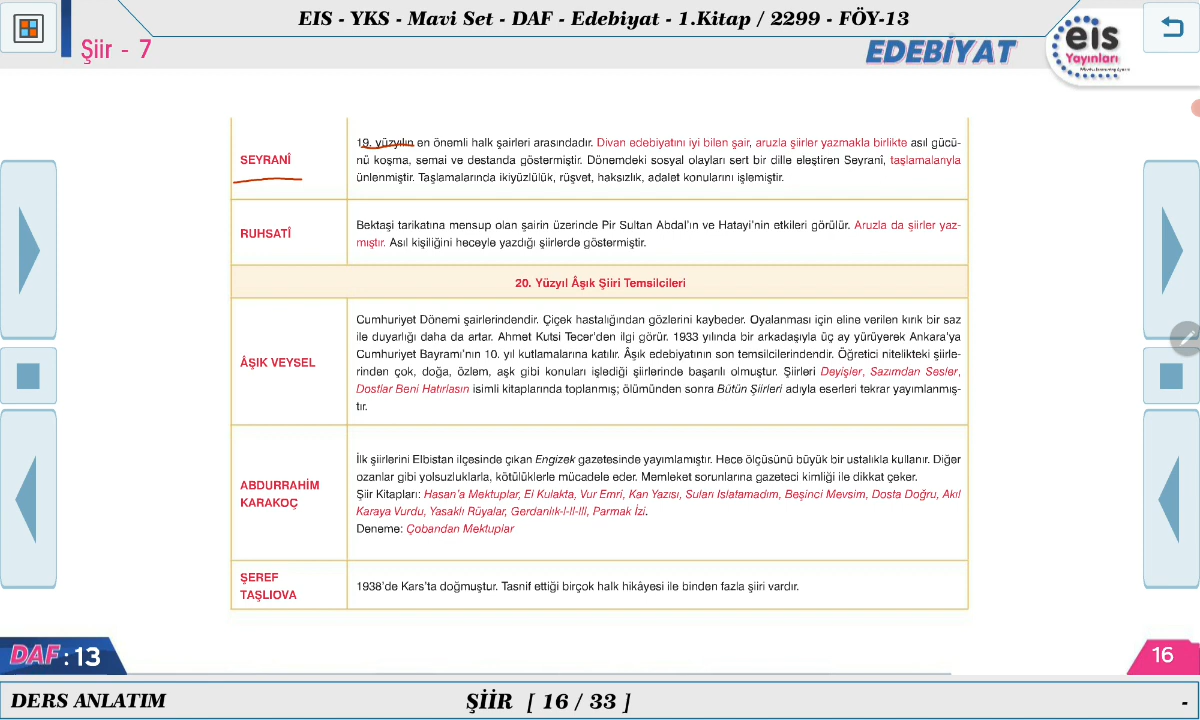 EIS - YKS - Mavi Set - DAF - Edebiyat - 1.Kitap / 2299 - FÖY-13
Şiir - 7
EDEBİYAT
eis
Yayınları
SEYRANÎ
19. yüzyılın en önemli halk şairleri arasındadır. Divan edebiyatını iyi bilen şair, aruzla şiirler yazmakla birlikte asıl gücü-
nü koşma, semai ve destanda göstermiştir. Dönemdeki sosyal olayları sert bir dille eleştiren Seyranî, taşlamalarıyla
ünlenmiştir. Taşlamalarında ikiyüzlülük, rüşvet, haksızlık, adalet konularını işlemiştir.
RUHSATÎ
Bektaşi tarikatına mensup olan şairin üzerinde Pir Sultan Abdal'ın ve Hatayi'nin etkileri görülür. Aruzla da şiirler yaz-
mıştır. Asıl kişiliğini heceyle yazdığı şiirlerde göstermiştir.
20. Yüzyıl Âşık Şiiri Temsilcileri
ÂŞIK VEYSEL
Cumhuriyet Dönemi şairlerindendir. Çiçek hastalığından gözlerini kaybeder. Oyalanması için eline verilen kırık bir saz
ile duyarlığı daha da artar. Ahmet Kutsi Tecer'den ilgi görür. 1933 yılında bir arkadaşıyla üç ay yürüyerek Ankara'ya
Cumhuriyet Bayramı'nın 10. yıl kutlamalarına katılır. Âşık edebiyatının son temsilcilerindendir. Öğretici nitelikteki şiirle-
rinden çok, doğa, özlem, aşk gibi konuları işlediği şiirlerinde başarılı olmuştur. Şiirleri Deyişler, Sazımdan Sesler,
Dostlar Beni Hatırlasın isimli kitaplarında toplanmış; ölümünden sonra Bütün Şiirleri adıyla eserleri tekrar yayımlanmış-
tır.
ABDURRAHİM
KARAKOÇ
İlk şiirlerini Elbistan ilçesinde çıkan Engizek gazetesinde yayımlamıştır. Hece ölçüsünü büyük bir ustalıkla kullanır. Diğer
ozanlar gibi yolsuzluklarla, kötülüklerle mücadele eder. Memleket sorunlarına gazeteci kimliği ile dikkat çeker.
Şiir Kitapları: Hasan'a Mektuplar, El Kulakta, Vur Emri, Kan Yazısı, Suları Islatamadım, Beşinci Mevsim, Dosta Doğru, Akıl
Karaya Vurdu, Yasaklı Rüyalar, Gerdanlık-I-II-III, Parmak İzi.
Deneme: Çobandan Mektuplar
ŞEREF
TAŞLIOVA
1938'de Kars'ta doğmuştur. Tasnif ettiği birçok halk hikâyesi ile binden fazla şiiri vardır.
DAF : 13
16
DERS ANLATIM
ŞİİR [ 16 / 33 ]
-